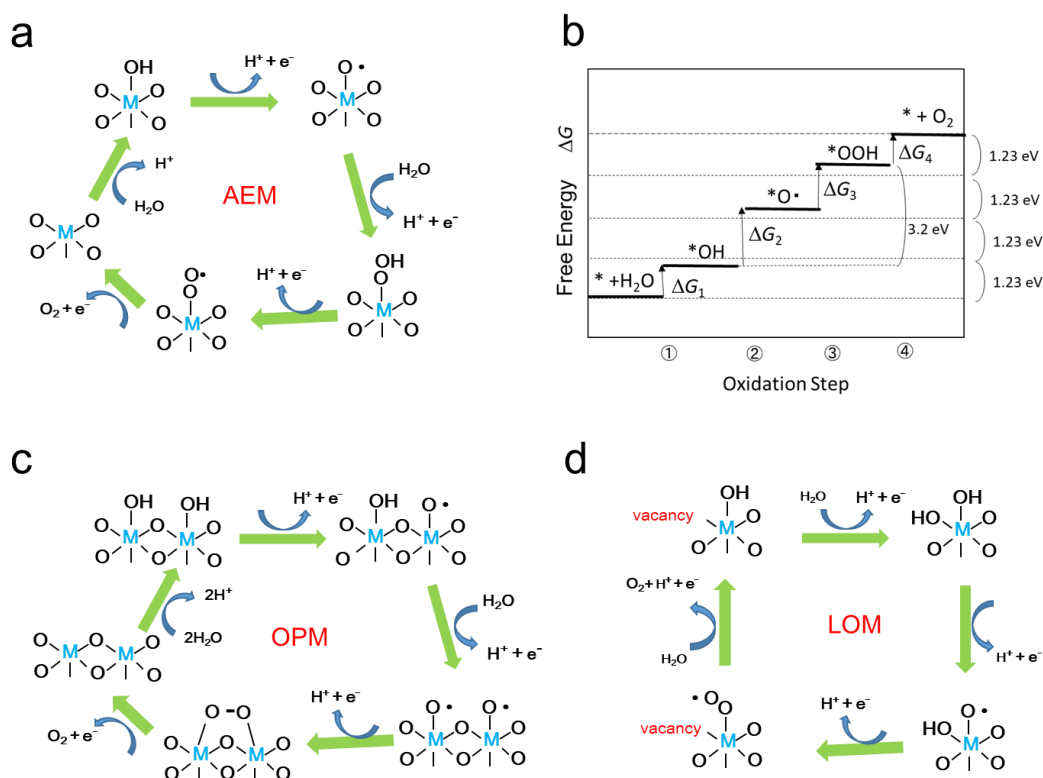 a
OH
O O
M
O O
H⁺ + e⁻
O •
O O
M
O O
H₂O
H⁺ + e⁻
OOH
O O
M
O O
H⁺ + e⁻
O•
O
O O
M
O O
O₂ + e⁻
O O
M
O O
H⁺
H₂O
AEM
b
Free Energy ΔG
* +H₂O
ΔG₁
*OH
ΔG₂
*O•
ΔG₃
*OOH
ΔG₄
* + O₂
3.2 eV
1.23 eV
1.23 eV
1.23 eV
1.23 eV
① ② ③ ④
Oxidation Step
c
OH OH
O O O
M M
O O O
H⁺ + e⁻
OH O•
O O O
M M
O O O
H₂O
H⁺ + e⁻
O• O•
O O O
M M
O O O
H⁺ + e⁻
O - O
O O O
M M
O O O
O₂ + e⁻
O O O
M M
O O O
2H⁺
2H₂O
OPM
d
OH
vacancy
M O
O O
H₂O
H⁺ + e⁻
OH
HO O
M
O O
H⁺ + e⁻
O •
HO O
M
O O
H⁺ + e⁻
• O
O
vacancy
M O
O O
O₂ + H⁺ + e⁻
H₂O
LOM